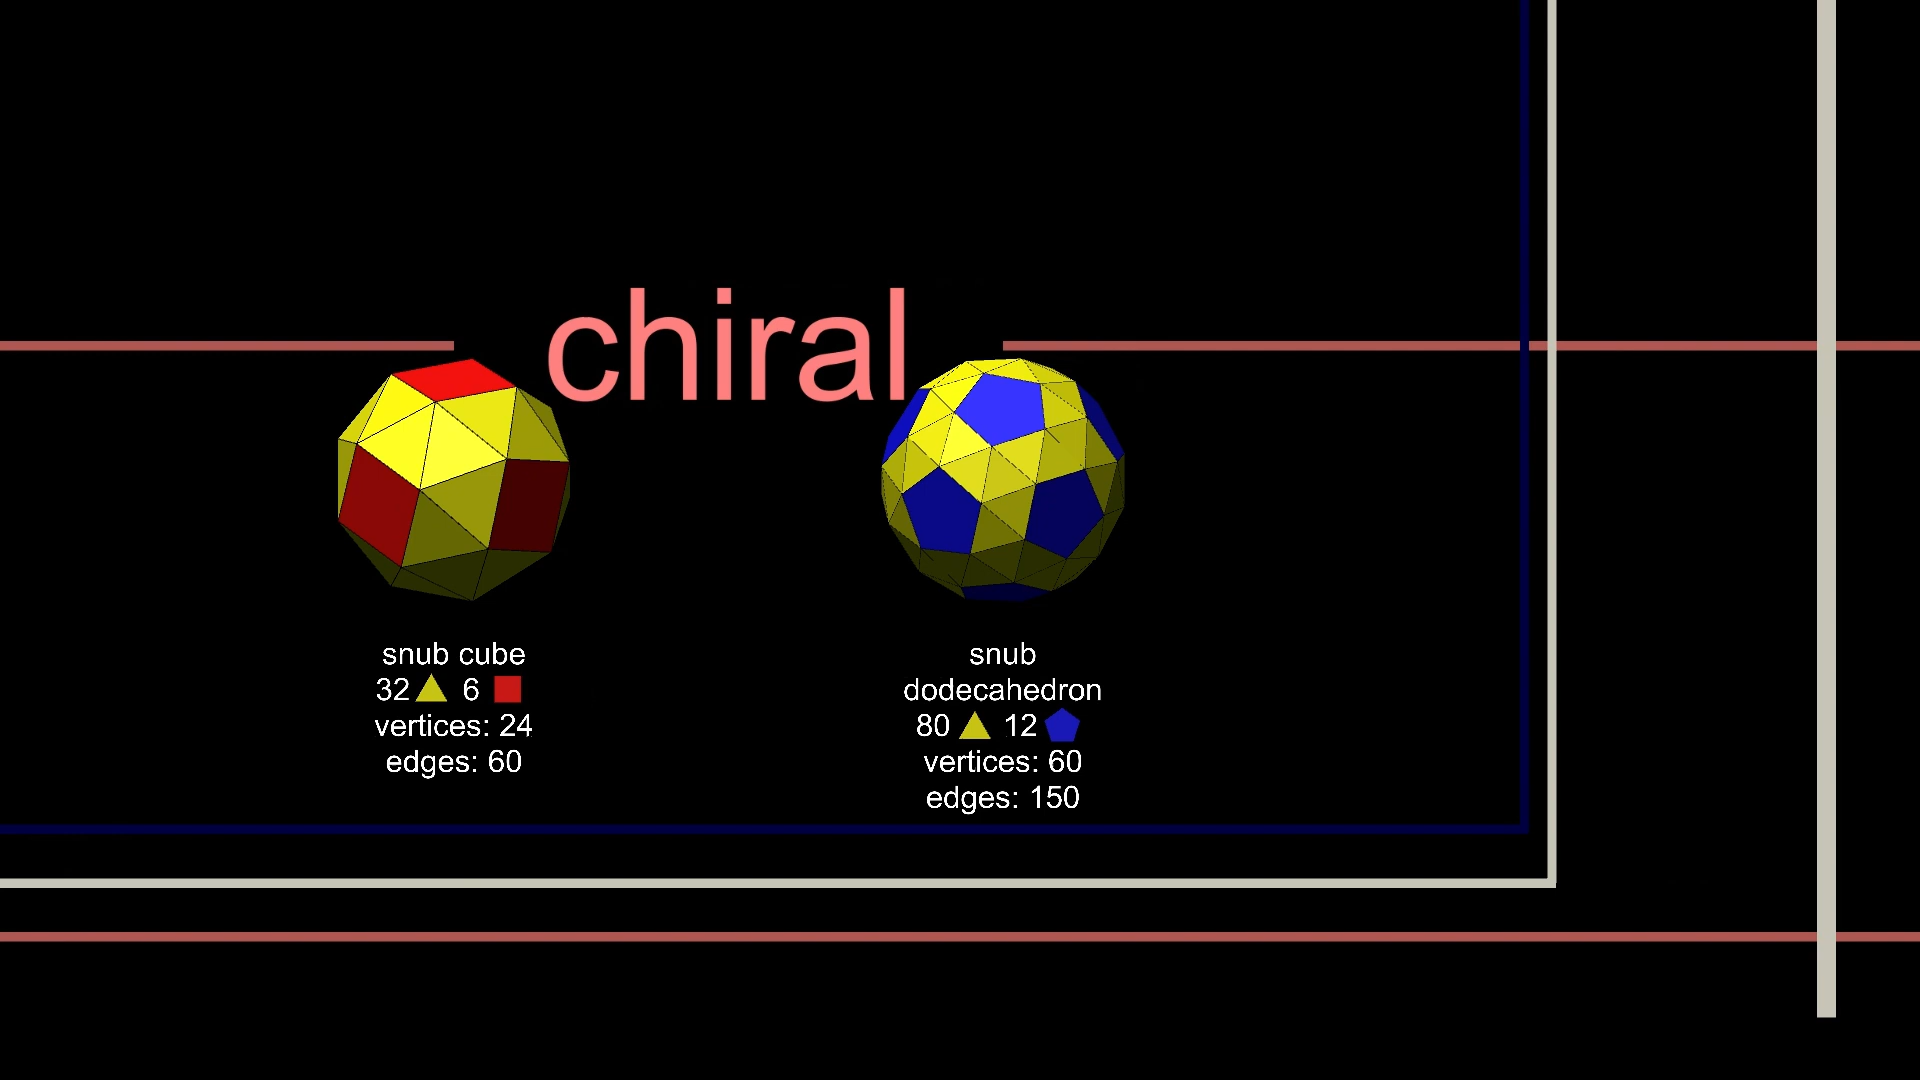 chiral
snub cube
32 6
vertices: 24
edges: 60
snub
dodecahedron
80 12
vertices: 60
edges: 150